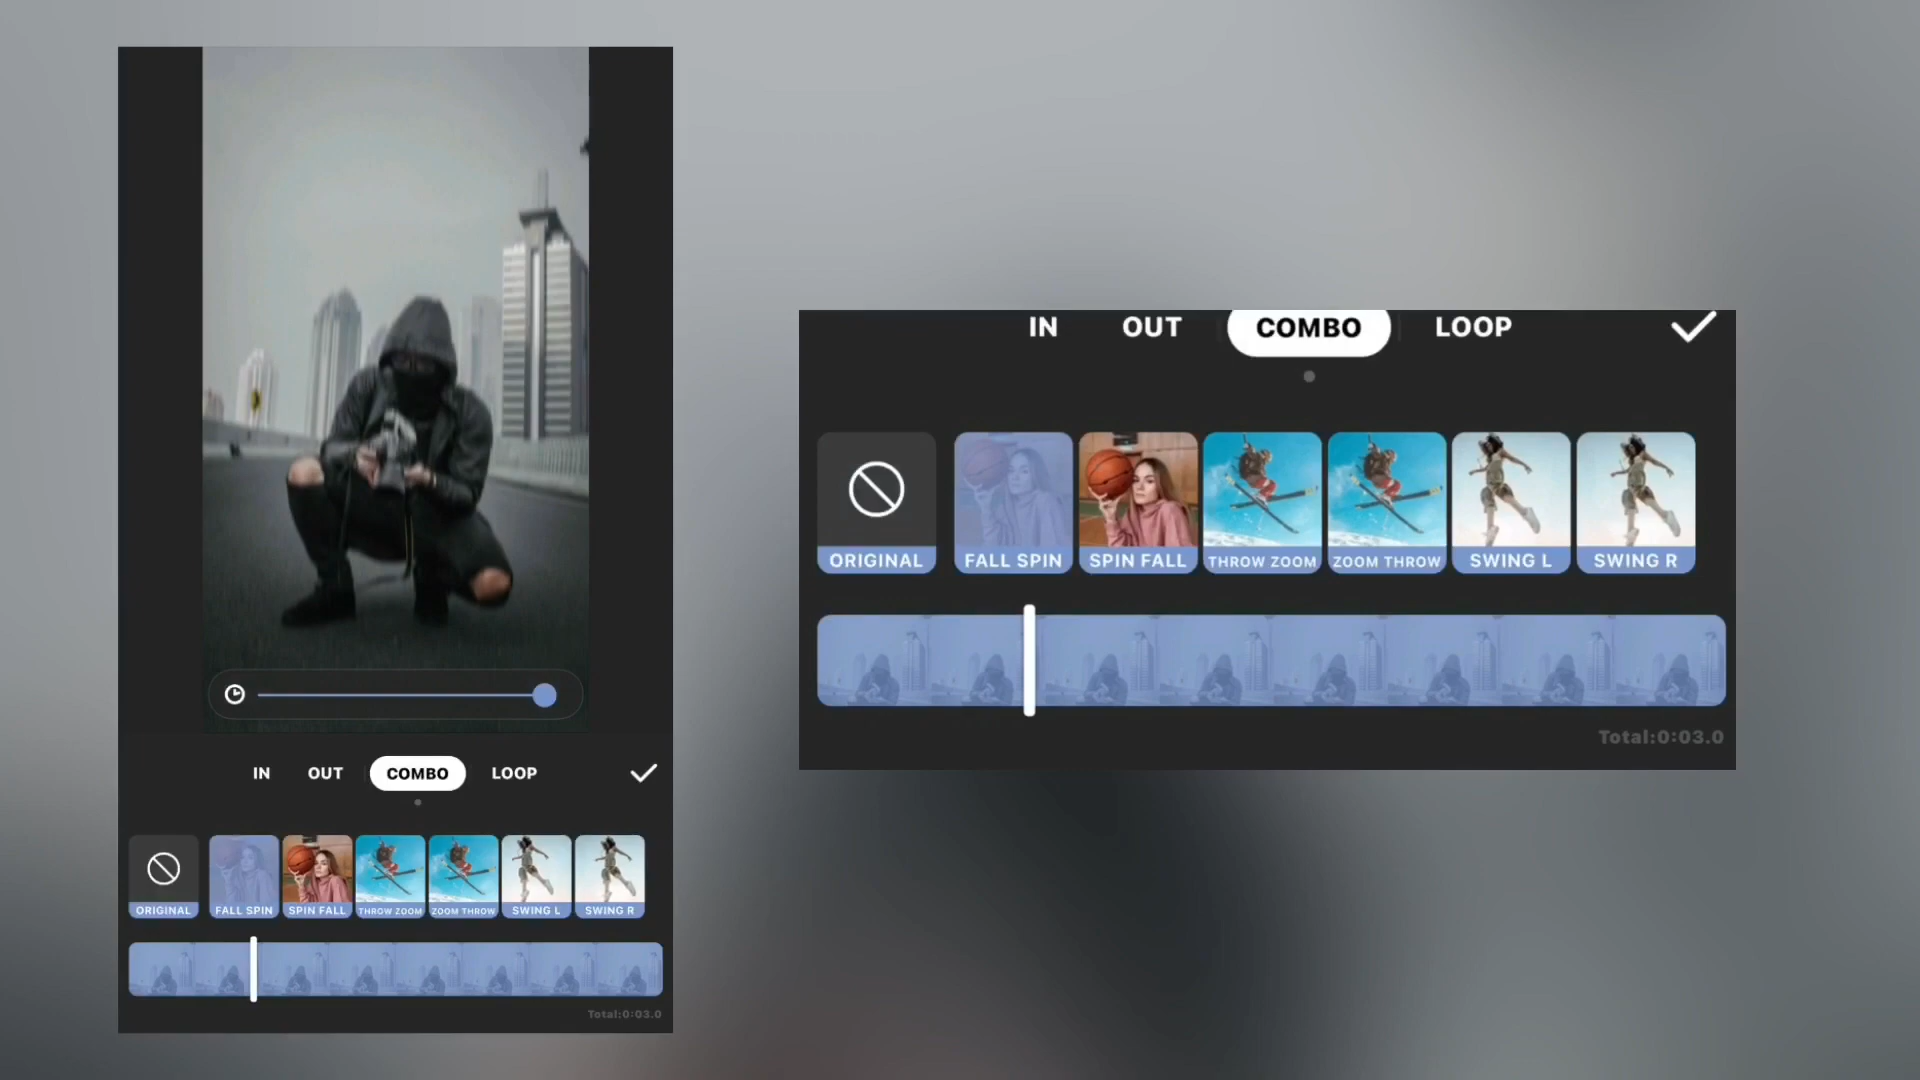 IN OUT COMBO LOOP
ORIGINAL FALL SPIN SPIN FALL THROW ZOOM ZOOM THROW SWING L SWING R
Total:0:03.0
IN OUT COMBO LOOP
ORIGINAL FALL SPIN SPIN FALL THROW ZOOM ZOOM THROW SWING L SWING R
Total:0:03.0